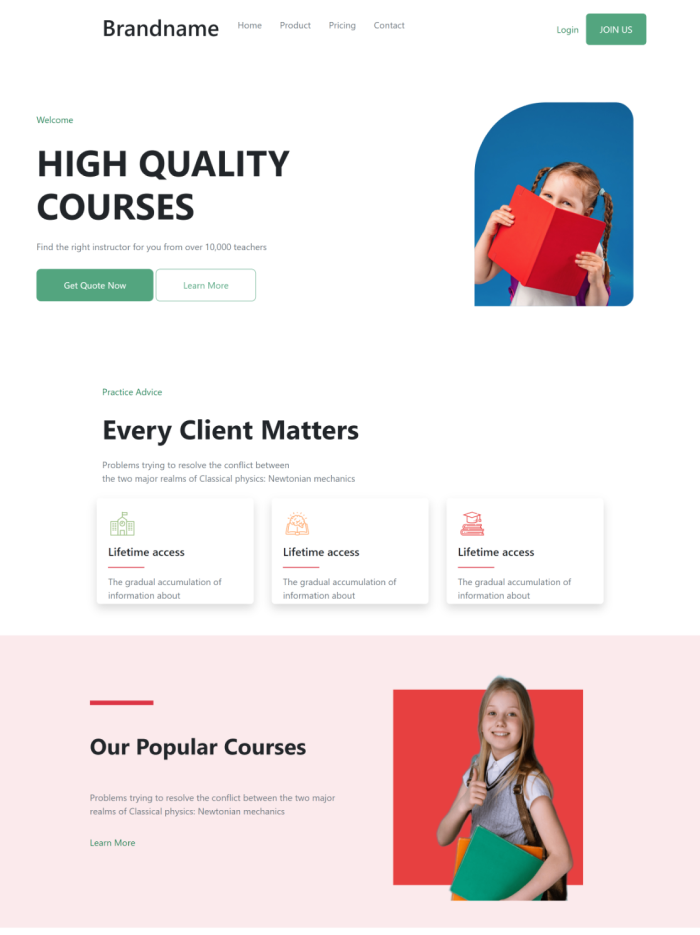 Brandname
Home Product Pricing Contact
Login
JOIN US
Welcome
HIGH QUALITY
COURSES
Find the right instructor for you from over 10,000 teachers
Get Quote Now
Learn More
Practice Advice
Every Client Matters
Problems trying to resolve the conflict between
the two major realms of Classical physics: Newtonian mechanics
Lifetime access
The gradual accumulation of
information about
Lifetime access
The gradual accumulation of
information about
Lifetime access
The gradual accumulation of
information about
Our Popular Courses
Problems trying to resolve the conflict between the two major
realms of Classical physics: Newtonian mechanics
Learn More